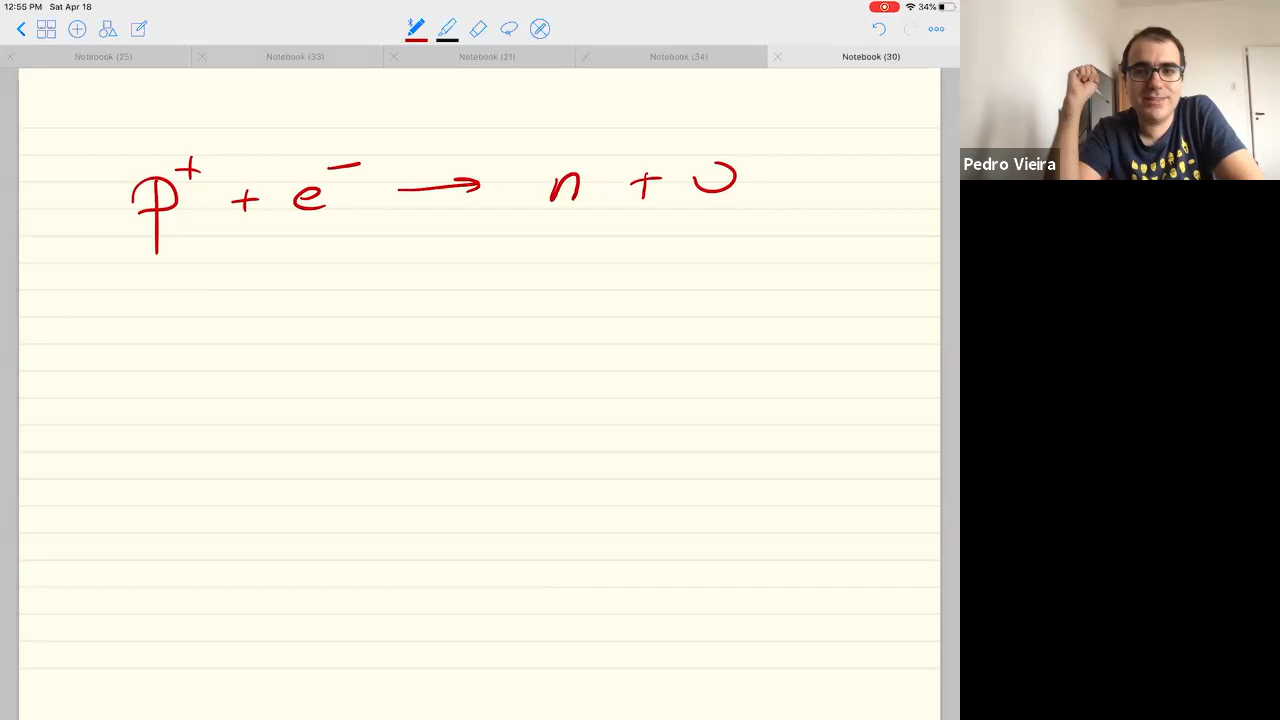 12:55 PM Sat Apr 18 34%
Notebook (25) Notebook (33) Notebook (21) Notebook (34) Notebook (30)
p⁺ + e⁻ → n + ν
Pedro Vieira